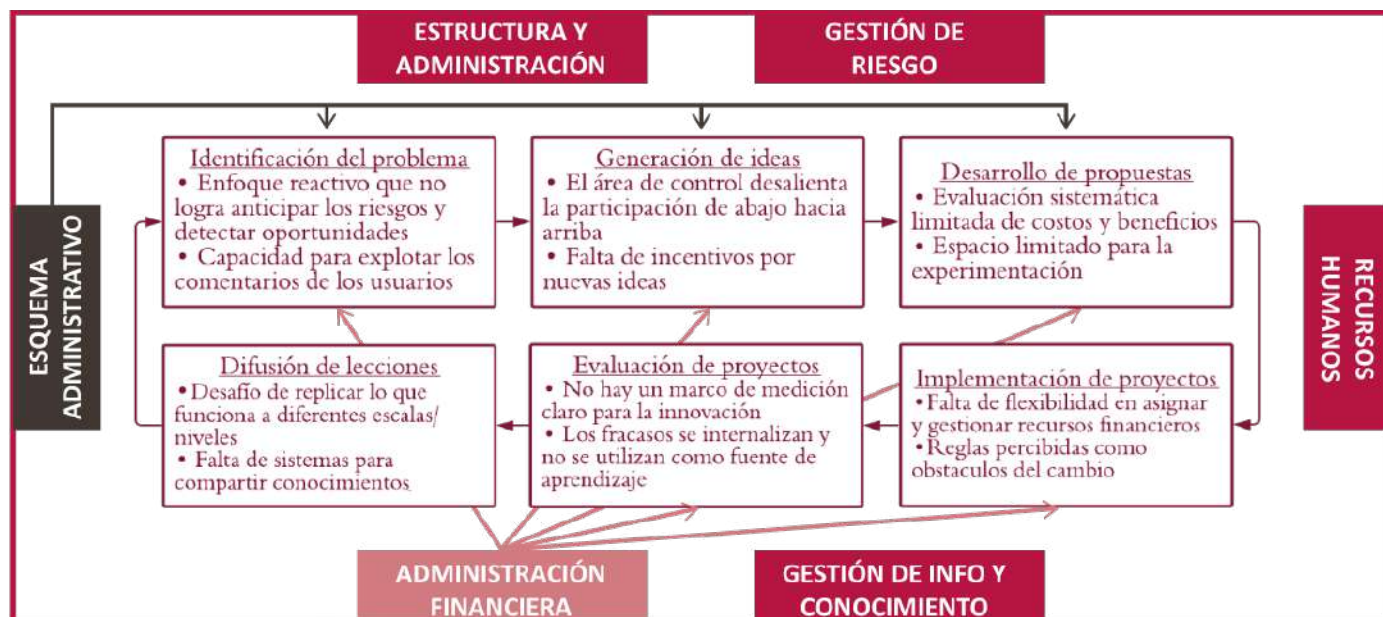 ESTRUCTURA Y
ADMINISTRACIÓN
GESTIÓN DE
RIESGO
ESQUEMA
ADMINISTRATIVO
Identificación del problema
• Enfoque reactivo que no
logra anticipar los riesgos y
detectar oportunidades
• Capacidad para explotar los
comentarios de los usuarios
Generación de ideas
• El área de control desalienta
la participación de abajo hacia
arriba
• Falta de incentivos por
nuevas ideas
Desarrollo de propuestas
• Evaluación sistemática
limitada de costos y beneficios
• Espacio limitado para la
experimentación
RECURSOS
HUMANOS
Difusión de lecciones
• Desafío de replicar lo que
funciona a diferentes escalas/
niveles
• Falta de sistemas para
compartir conocimientos
Evaluación de proyectos
• No hay un marco de medición
claro para la innovación
• Los fracasos se internalizan y
no se utilizan como fuente de
aprendizaje
Implementación de proyectos
• Falta de flexibilidad en asignar
y gestionar recursos financieros
• Reglas percibidas como
obstaculos del cambio
ADMINISTRACIÓN
FINANCIERA
GESTIÓN DE INFO Y
CONOCIMIENTO